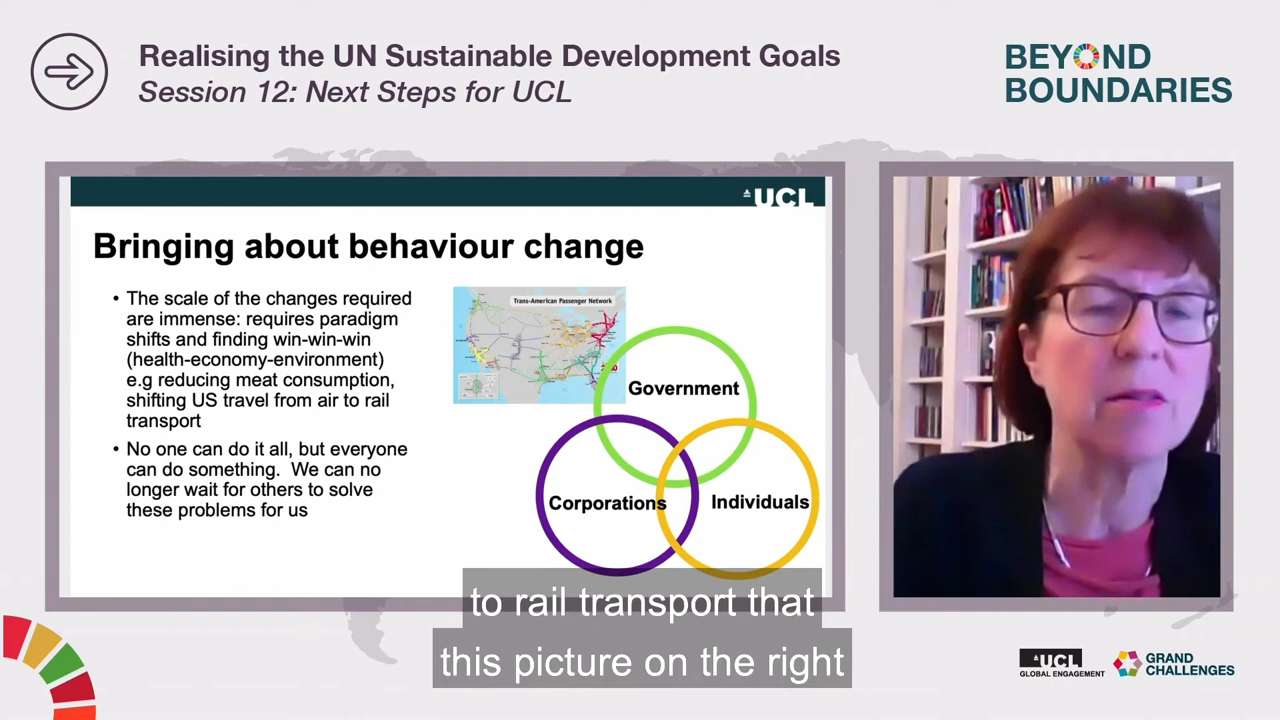 Realising the UN Sustainable Development Goals
Session 12: Next Steps for UCL
BEYOND
BOUNDARIES
UCL
Bringing about behaviour change
• The scale of the changes required
are immense: requires paradigm
shifts and finding win-win-win
(health-economy-environment)
e.g reducing meat consumption,
shifting US travel from air to rail
transport
• No one can do it all, but everyone
can do something. We can no
longer wait for others to solve
these problems for us
Trans-American Passenger Network
Government
Corporations
Individuals
to rail transport that
this picture on the right
UCL
GLOBAL ENGAGEMENT
GRAND
CHALLENGES